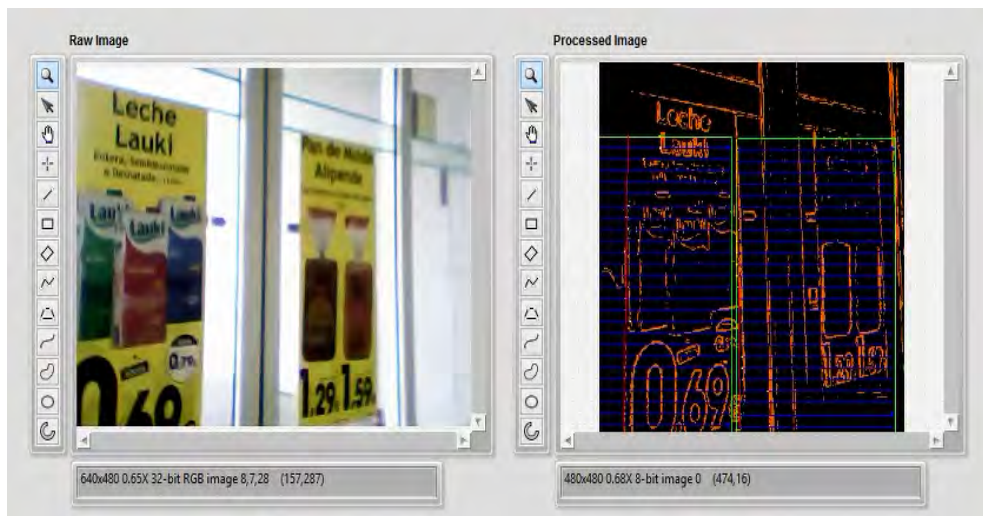 Raw Image
Processed Image
Leche
Lauki
Entera, Semidesnatada
o Desnatada
Lauki
Lauki
Lauki
0,79
0,69
Pan de Molde
Alipende
1,29
1,59
Leche
Lauki
0,69
640x480 0.65X 32-bit RGB image 8,7,28 (157,287)
480x480 0.68X 8-bit image 0 (474,16)